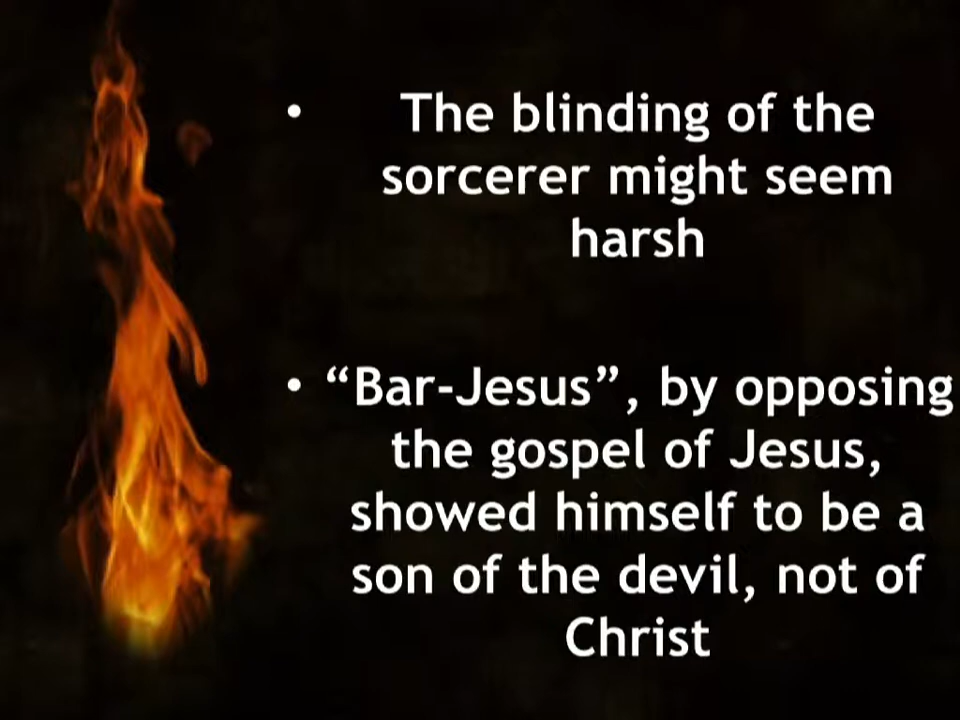 • The blinding of the
sorcerer might seem
harsh
• “Bar-Jesus”, by opposing
the gospel of Jesus,
showed himself to be a
son of the devil, not of
Christ